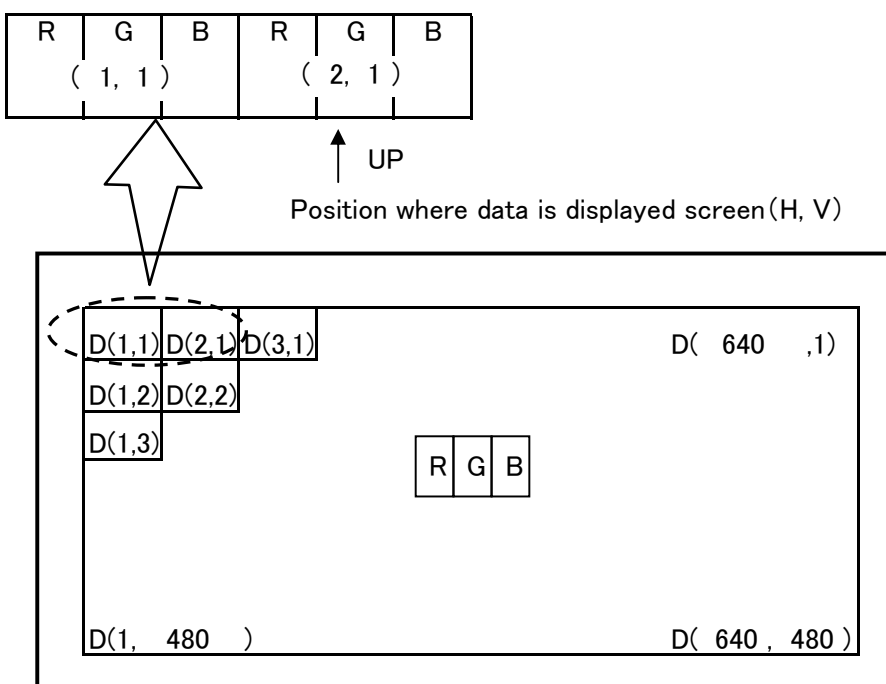 R G B R G B
( 1, 1 ) ( 2, 1 )
UP
Position where data is displayed screen(H, V)
D(1,1) D(2,1) D(3,1) D( 640 ,1)
D(1,2) D(2,2)
D(1,3)
R G B
D(1, 480 ) D( 640 , 480 )